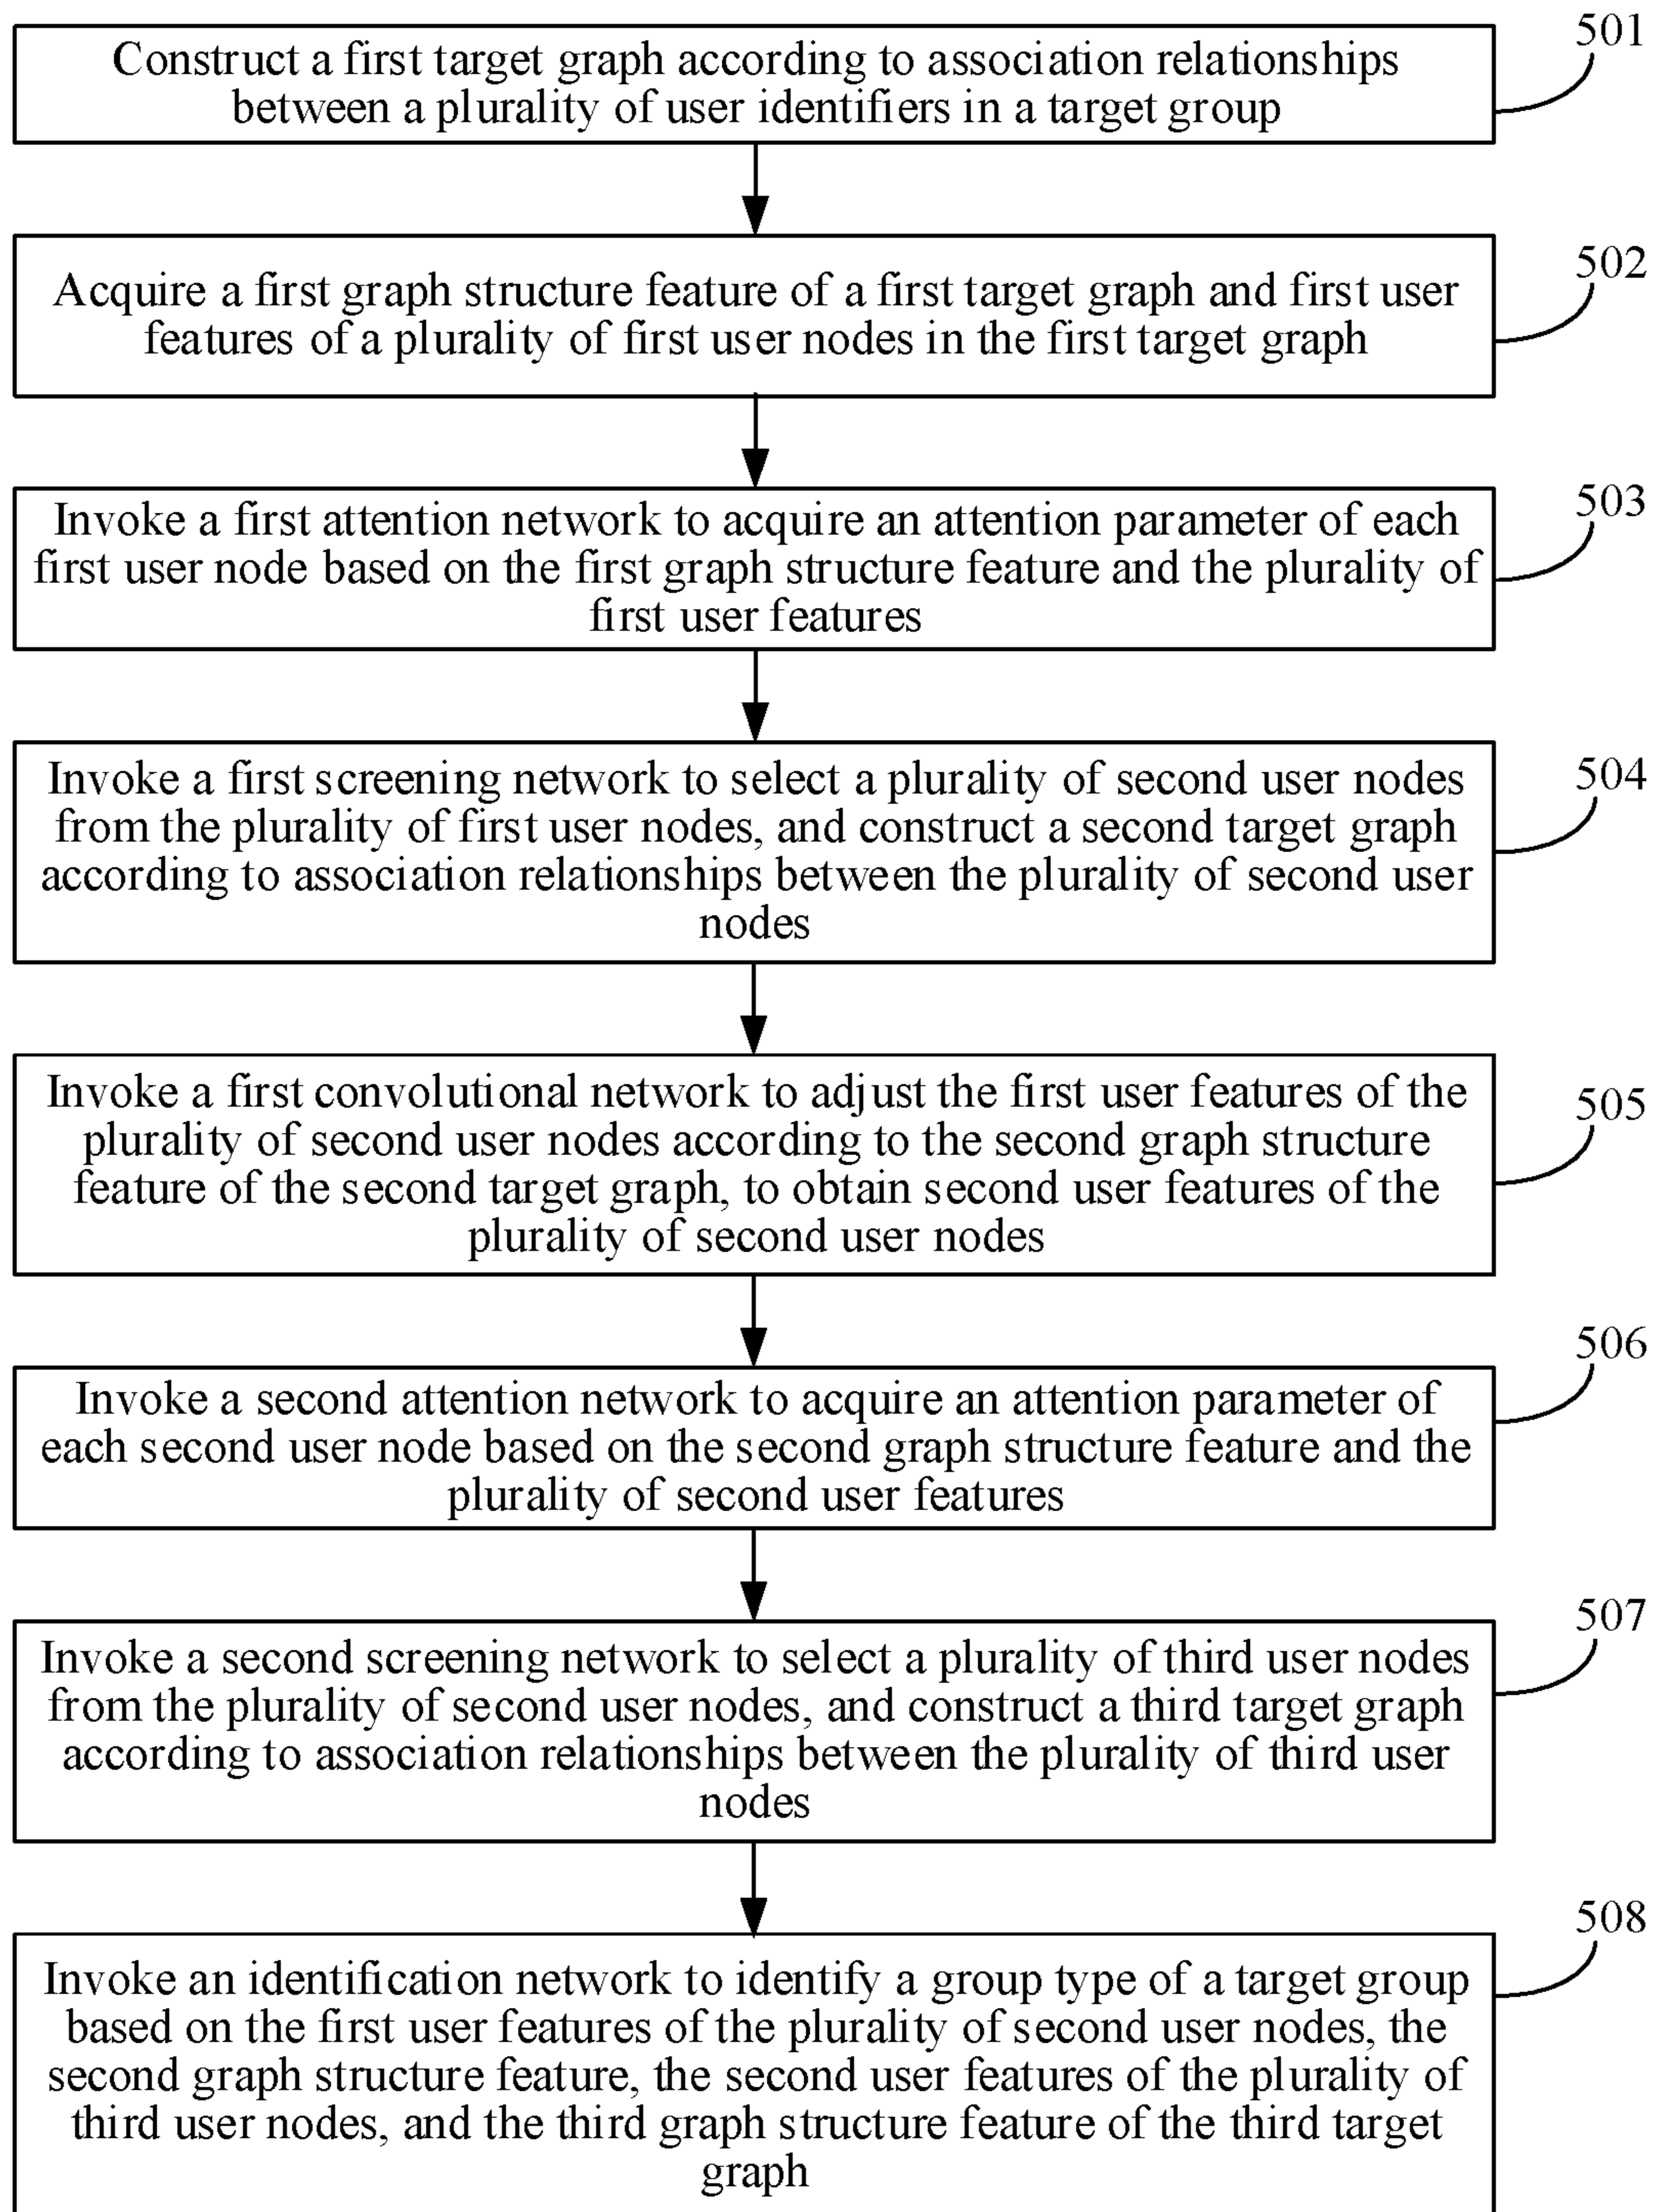 501
Construct a first target graph according to association relationships
between a plurality of user identifiers in a target group
502
Acquire a first graph structure feature of a first target graph and first user
features of a plurality of first user nodes in the first target graph
503
Invoke a first attention network to acquire an attention parameter of each
first user node based on the first graph structure feature and the plurality of
first user features
504
Invoke a first screening network to select a plurality of second user nodes
from the plurality of first user nodes, and construct a second target graph
according to association relationships between the plurality of second user
nodes
505
Invoke a first convolutional network to adjust the first user features of the
plurality of second user nodes according to the second graph structure
feature of the second target graph, to obtain second user features of the
plurality of second user nodes
506
Invoke a second attention network to acquire an attention parameter of
each second user node based on the second graph structure feature and the
plurality of second user features
507
Invoke a second screening network to select a plurality of third user nodes
from the plurality of second user nodes, and construct a third target graph
according to association relationships between the plurality of third user
nodes
508
Invoke an identification network to identify a group type of a target group
based on the first user features of the plurality of second user nodes, the
second graph structure feature, the second user features of the plurality of
third user nodes, and the third graph structure feature of the third target
graph